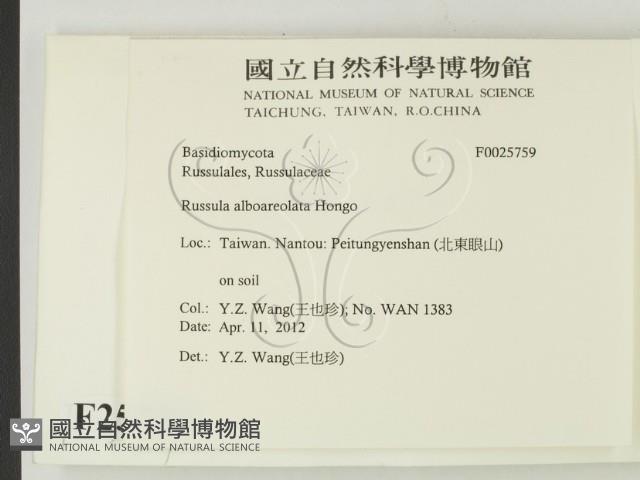 國立自然科學博物館
NATIONAL MUSEUM OF NATURAL SCIENCE
TAICHUNG, TAIWAN, R.O.CHINA
Basidiomycota F0025759
Russulales, Russulaceae
Russula alboareolata Hongo
Loc.: Taiwan. Nantou: Peitungyenshan (北東眼山)
on soil
Col.: Y.Z. Wang(王也珍); No. WAN 1383
Date: Apr. 11, 2012
Det.: Y.Z. Wang(王也珍)
F25
國立自然科學博物館
NATIONAL MUSEUM OF NATURAL SCIENCE